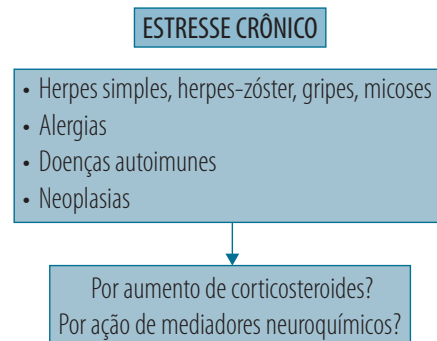 ESTRESSE CRÔNICO
• Herpes simples, herpes-zóster, gripes, micoses
• Alergias
• Doenças autoimunes
• Neoplasias
Por aumento de corticosteroides?
Por ação de mediadores neuroquímicos?